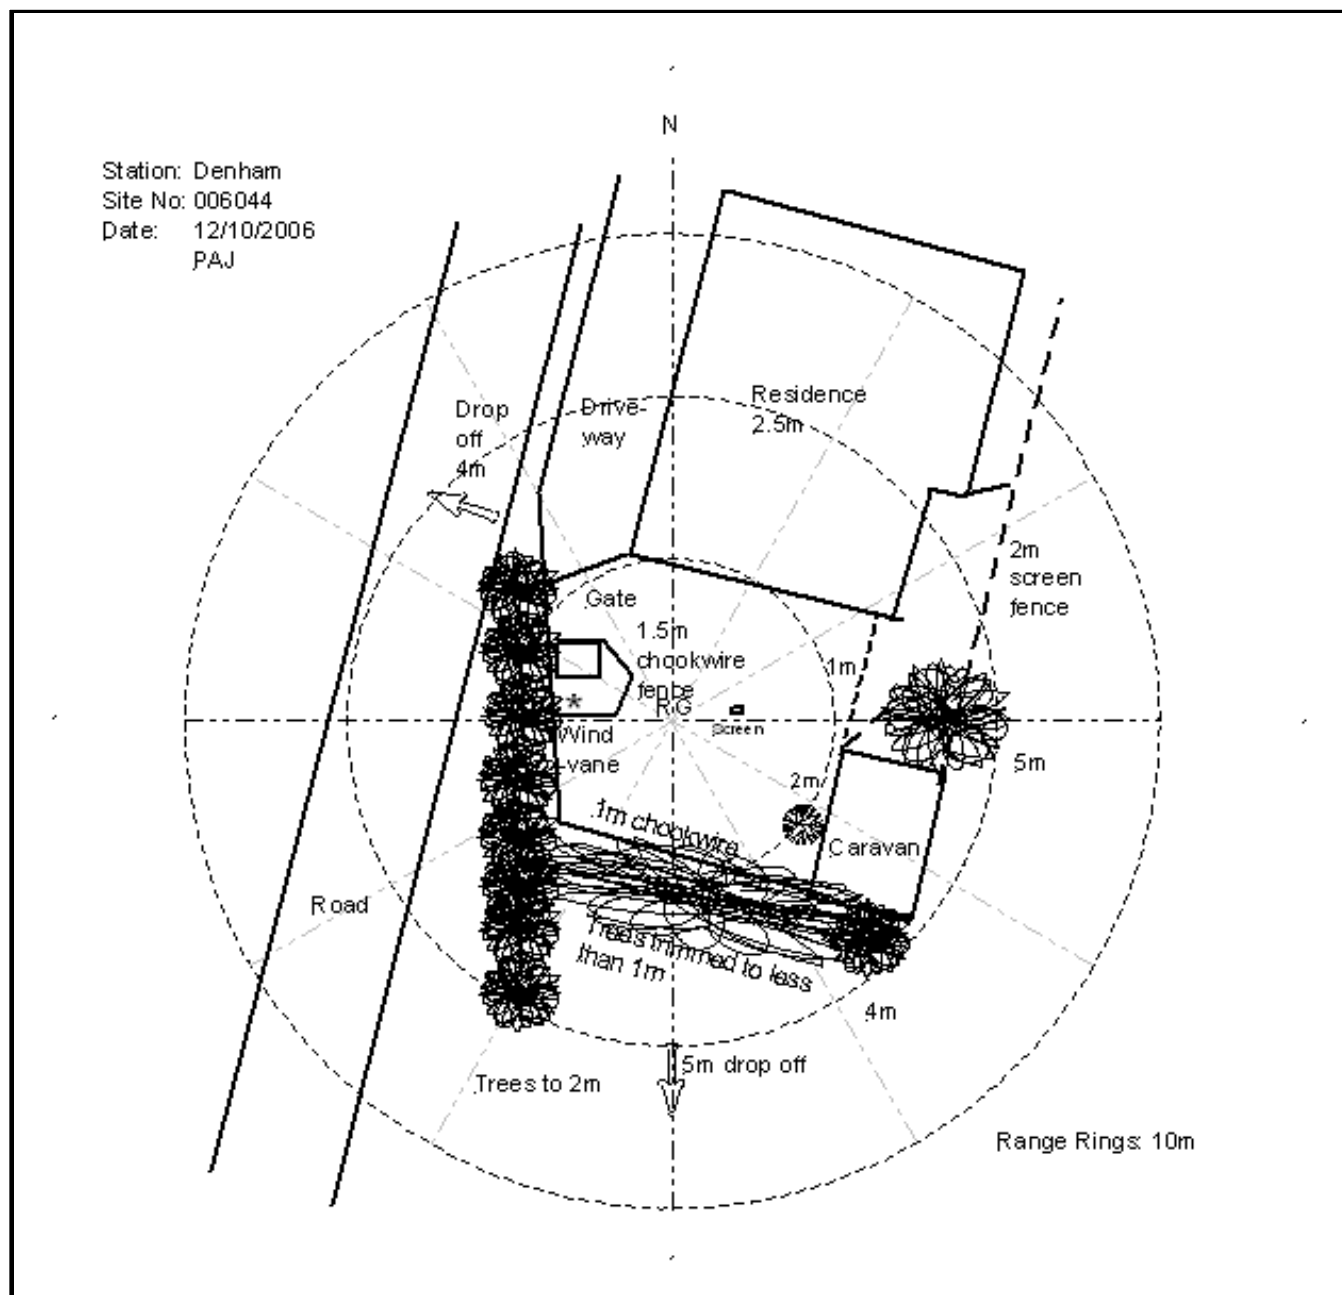 N
Station: Denham
Site No: 006044
Date: 12/10/2006
PAJ
Residence
2.5m
Drive-
way
Drop
off
4m
2m
screen
fence
Gate
1.5m
chookwire
fence
1m
RG
*
Screen
Wind
vane
5m
2m
1m chookwire
Caravan
Road
Trees trimmed to less
than 1m
4m
5m drop off
Trees to 2m
Range Rings: 10m